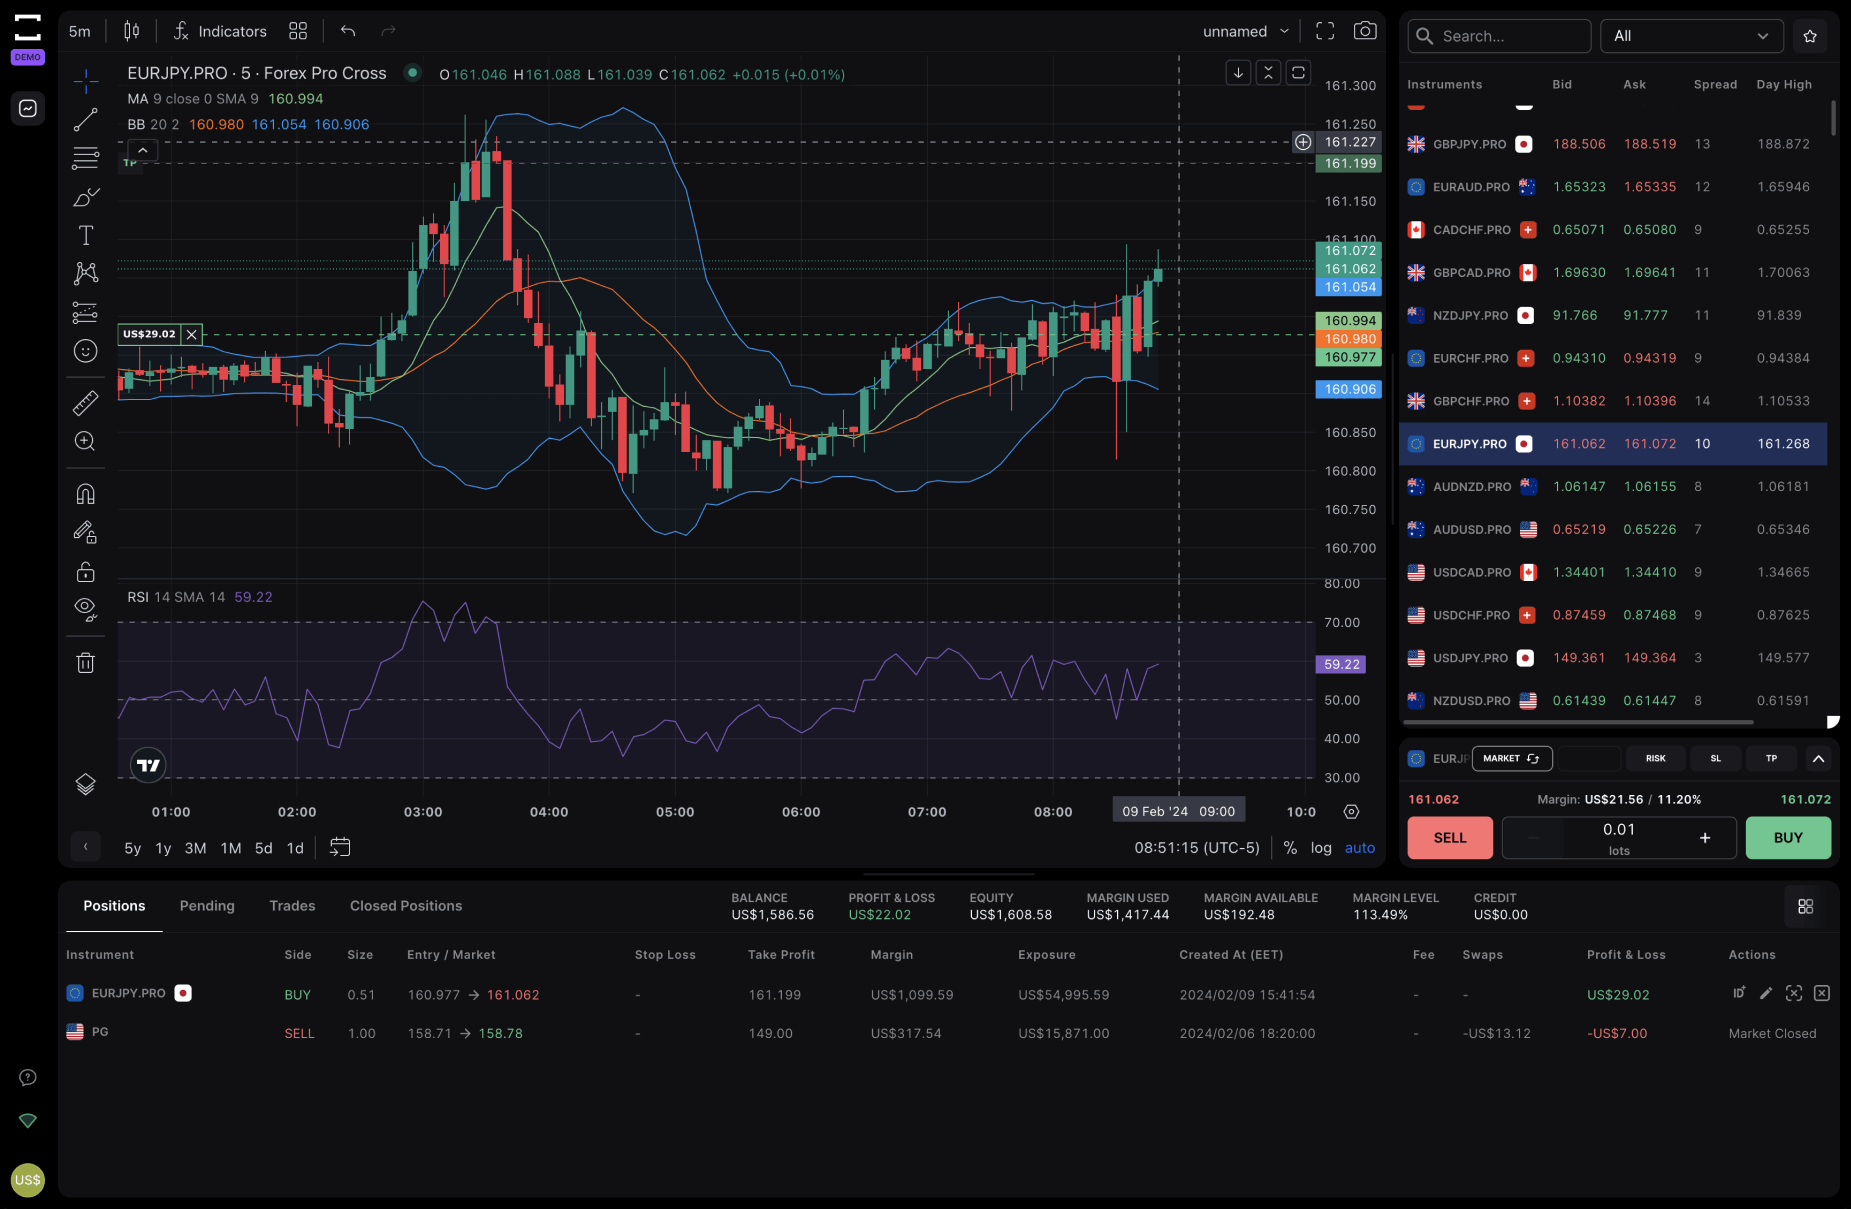 DEMO
5m
Indicators
unnamed
EURJPY.PRO · 5 · Forex Pro Cross
O161.046 H161.088 L161.039 C161.062 +0.015 (+0.01%)
MA 9 close 0 SMA 9 160.994
BB 20 2 160.980 161.054 160.906
TP
US$29.02
161.300
161.250
161.227
161.199
161.150
161.100
161.072
161.062
161.054
160.994
160.980
160.977
160.906
160.850
160.800
160.750
160.700
RSI 14 SMA 14 59.22
80.00
70.00
59.22
50.00
40.00
30.00
01:00 02:00 03:00 04:00 05:00 06:00 07:00 08:00 09 Feb '24 09:00 10:0
5y 1y 3M 1M 5d 1d
08:51:15 (UTC-5) % log auto
Search...
All
Instruments Bid Ask Spread Day High
GBPJPY.PRO 188.506 188.519 13 188.872
EURAUD.PRO 1.65323 1.65335 12 1.65946
CADCHF.PRO 0.65071 0.65080 9 0.65255
GBPCAD.PRO 1.69630 1.69641 11 1.70063
NZDJPY.PRO 91.766 91.777 11 91.839
EURCHF.PRO 0.94310 0.94319 9 0.94384
GBPCHF.PRO 1.10382 1.10396 14 1.10533
EURJPY.PRO 161.062 161.072 10 161.268
AUDNZD.PRO 1.06147 1.06155 8 1.06181
AUDUSD.PRO 0.65219 0.65226 7 0.65346
USDCAD.PRO 1.34401 1.34410 9 1.34665
USDCHF.PRO 0.87459 0.87468 9 0.87625
USDJPY.PRO 149.361 149.364 3 149.577
NZDUSD.PRO 0.61439 0.61447 8 0.61591
EURJP MARKET RISK SL TP
161.062 Margin: US$21.56 / 11.20% 161.072
SELL 0.01 lots + BUY
Positions Pending Trades Closed Positions
BALANCE PROFIT & LOSS EQUITY MARGIN USED MARGIN AVAILABLE MARGIN LEVEL CREDIT
US$1,586.56 US$22.02 US$1,608.58 US$1,417.44 US$192.48 113.49% US$0.00
Instrument Side Size Entry / Market Stop Loss Take Profit Margin Exposure Created At (EET) Fee Swaps Profit & Loss Actions
EURJPY.PRO BUY 0.51 160.977 → 161.062 - 161.199 US$1,099.59 US$54,995.59 2024/02/09 15:41:54 - - US$29.02 ID
PG SELL 1.00 158.71 → 158.78 - 149.00 US$317.54 US$15,871.00 2024/02/06 18:20:00 - -US$13.12 -US$7.00 Market Closed
US$